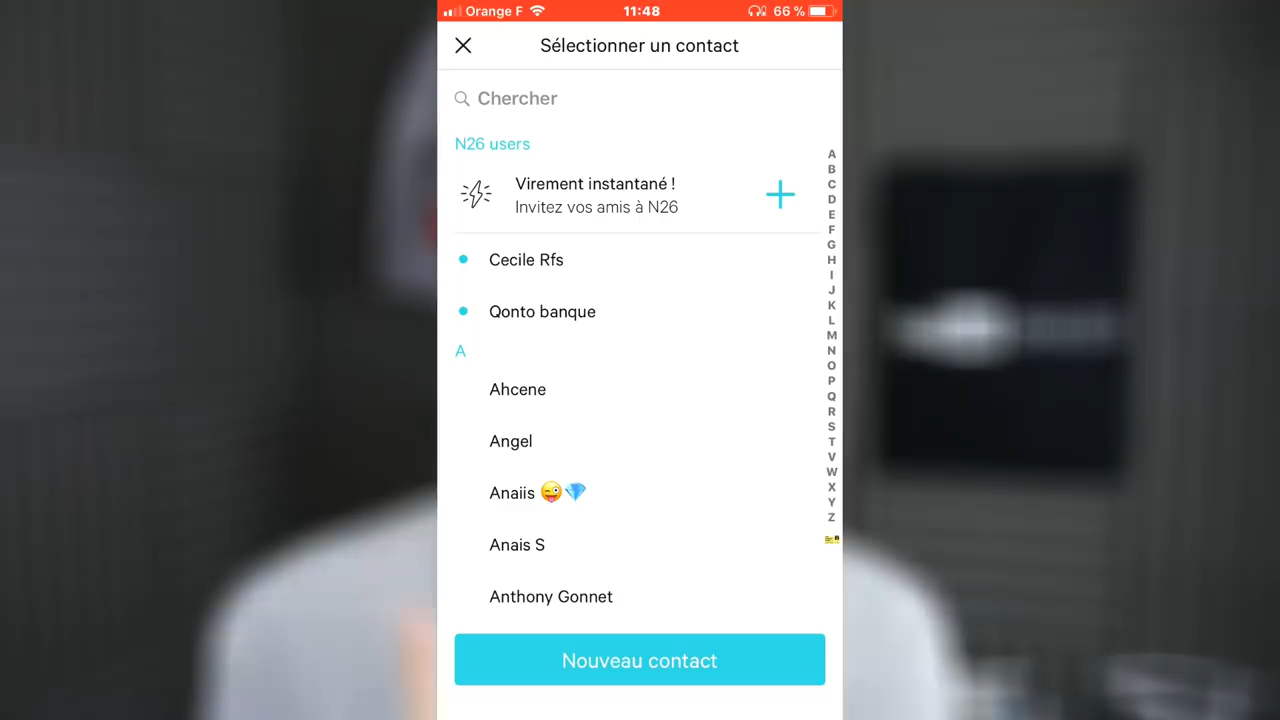 Orange F 11:48 66 %
Sélectionner un contact
Chercher
N26 users
Virement instantané !
Invitez vos amis à N26
Cecile Rfs
Qonto banque
A
Ahcene
Angel
Anaiis 😜💎
Anais S
Anthony Gonnet
Nouveau contact
A
B
C
D
E
F
G
H
I
J
K
L
M
N
O
P
Q
R
S
T
V
W
X
Y
Z